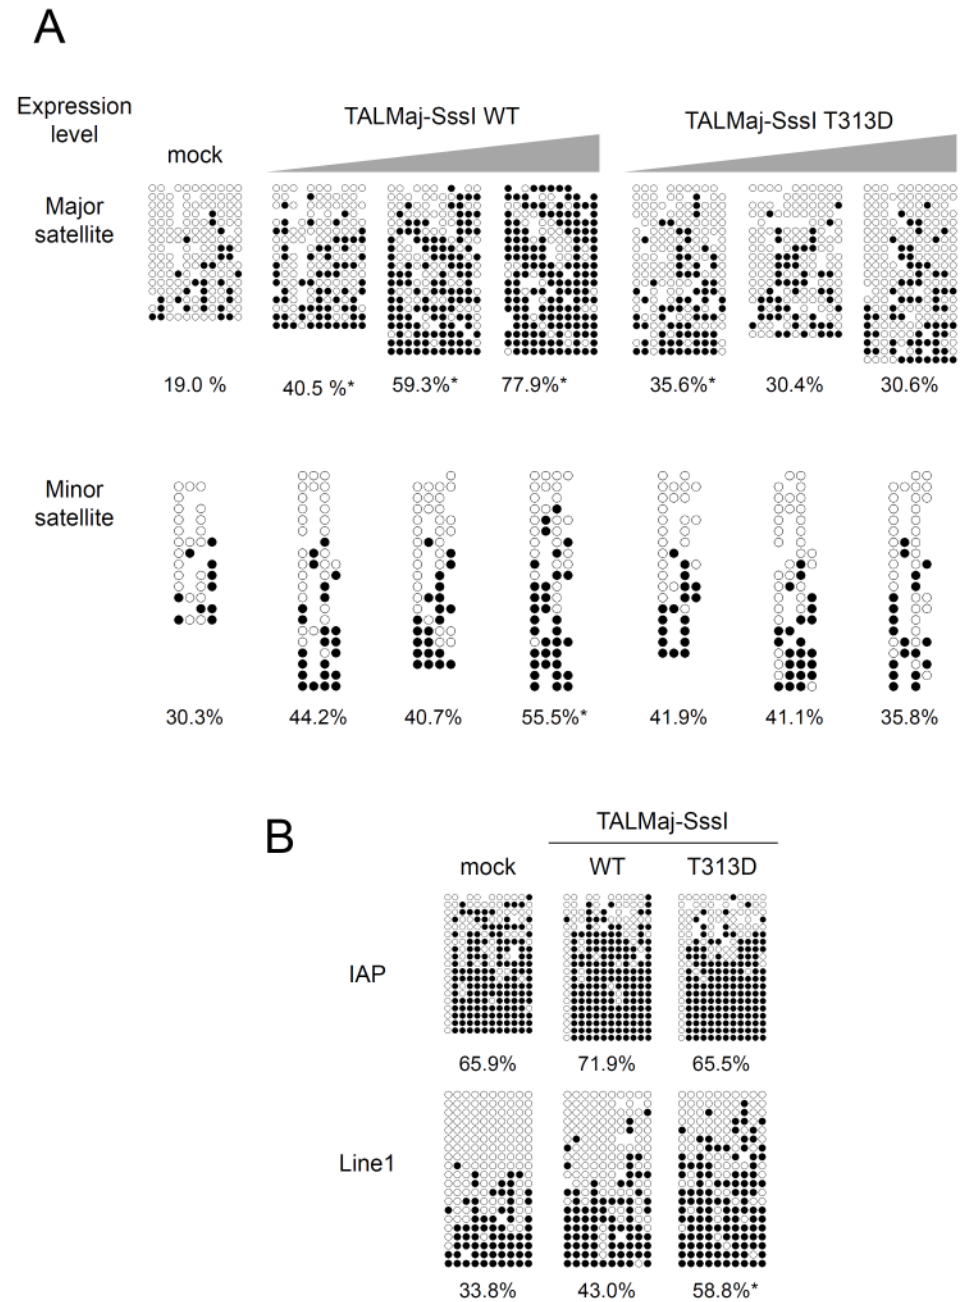 A
Expression
level
mock
TALMaj-SssI WT
TALMaj-SssI T313D
Major
satellite
19.0 %
40.5 %*
59.3%*
77.9%*
35.6%*
30.4%
30.6%
Minor
satellite
30.3%
44.2%
40.7%
55.5%*
41.9%
41.1%
35.8%
B
TALMaj-SssI
mock
WT
T313D
IAP
65.9%
71.9%
65.5%
Line1
33.8%
43.0%
58.8%*